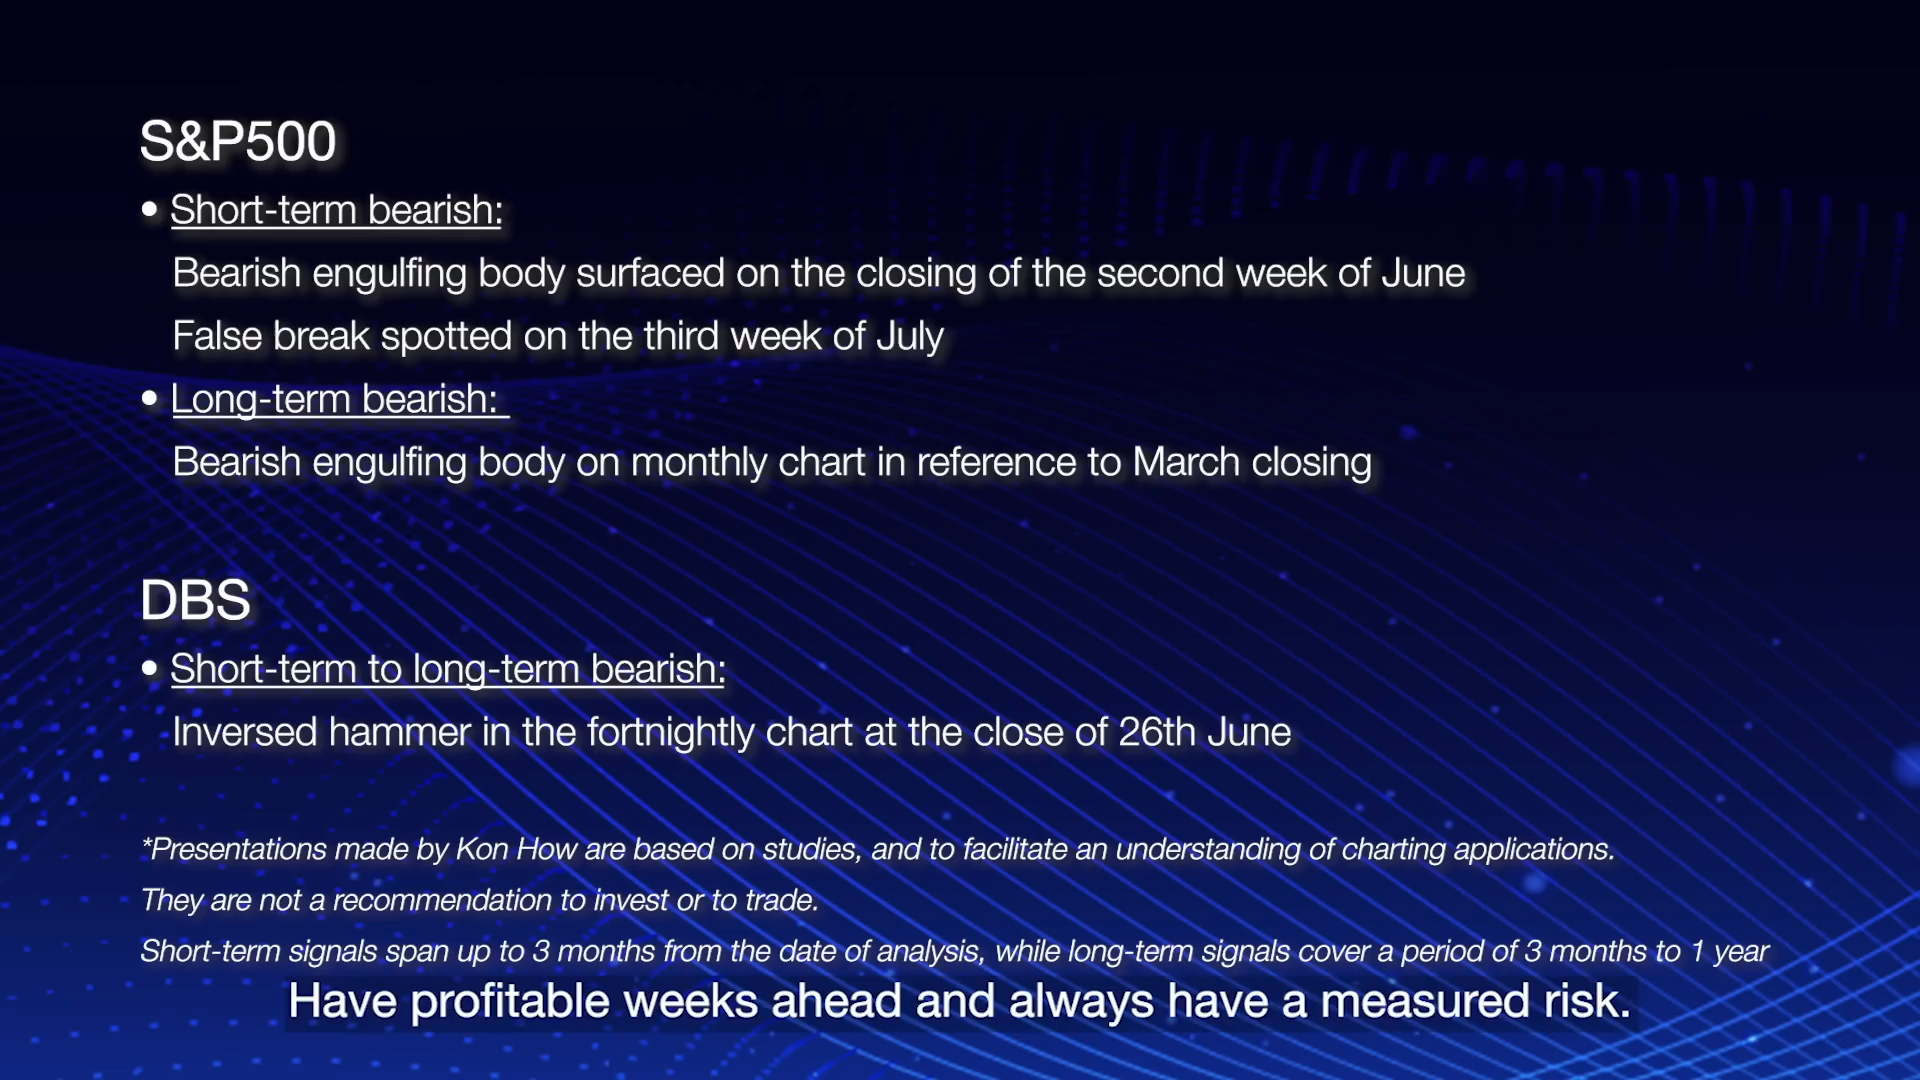 S&P500
• Short-term bearish:
Bearish engulfing body surfaced on the closing of the second week of June
False break spotted on the third week of July
• Long-term bearish:
Bearish engulfing body on monthly chart in reference to March closing
DBS
• Short-term to long-term bearish:
Inversed hammer in the fortnightly chart at the close of 26th June
*Presentations made by Kon How are based on studies, and to facilitate an understanding of charting applications.
They are not a recommendation to invest or to trade.
Short-term signals span up to 3 months from the date of analysis, while long-term signals cover a period of 3 months to 1 year
Have profitable weeks ahead and always have a measured risk.